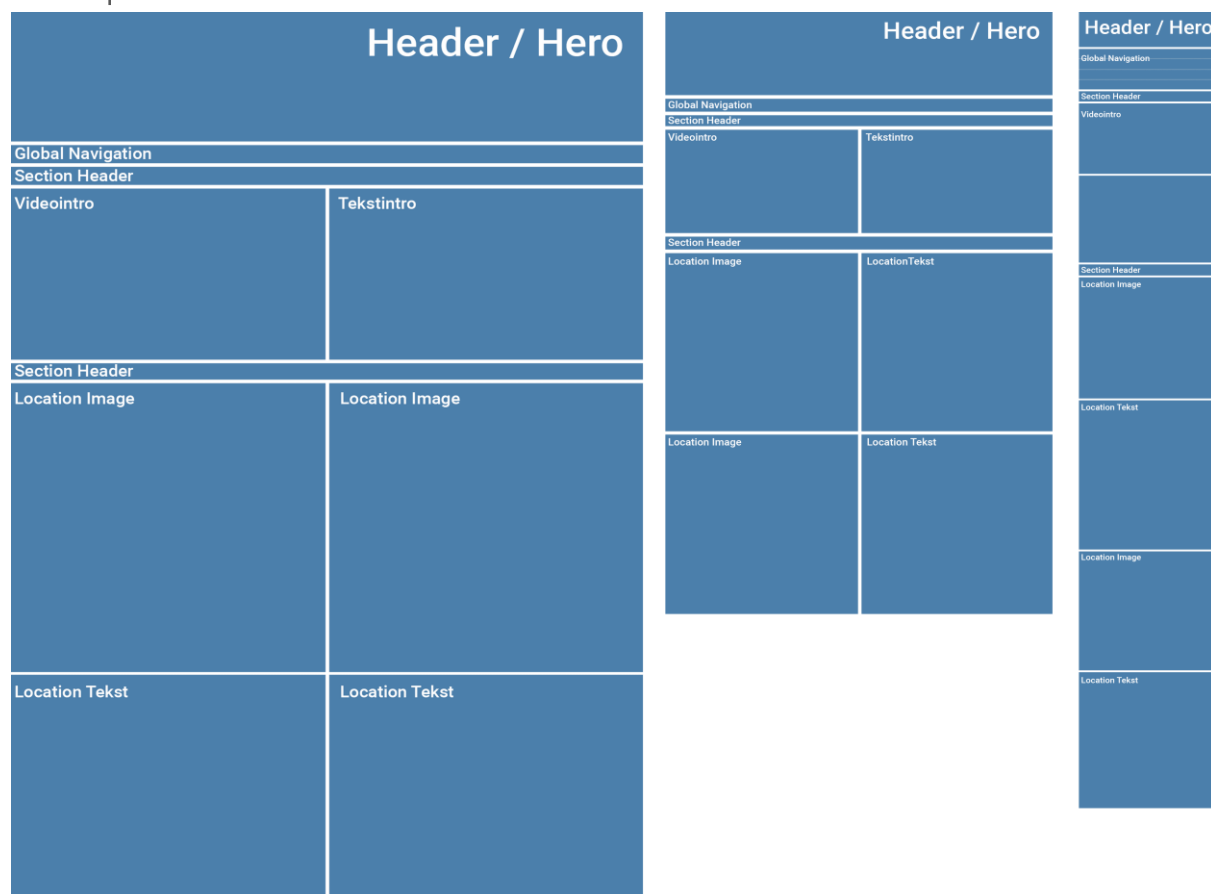 Header / Hero
Global Navigation
Section Header
Videointro
Tekstintro
Section Header
Location Image
Location Image
Location Tekst
Location Tekst
Header / Hero
Global Navigation
Section Header
Videointro
Tekstintro
Section Header
Location Image
LocationTekst
Location Image
Location Tekst
Header / Hero
Global Navigation
Section Header
Videointro
Section Header
Location Image
Location Tekst
Location Image
Location Tekst